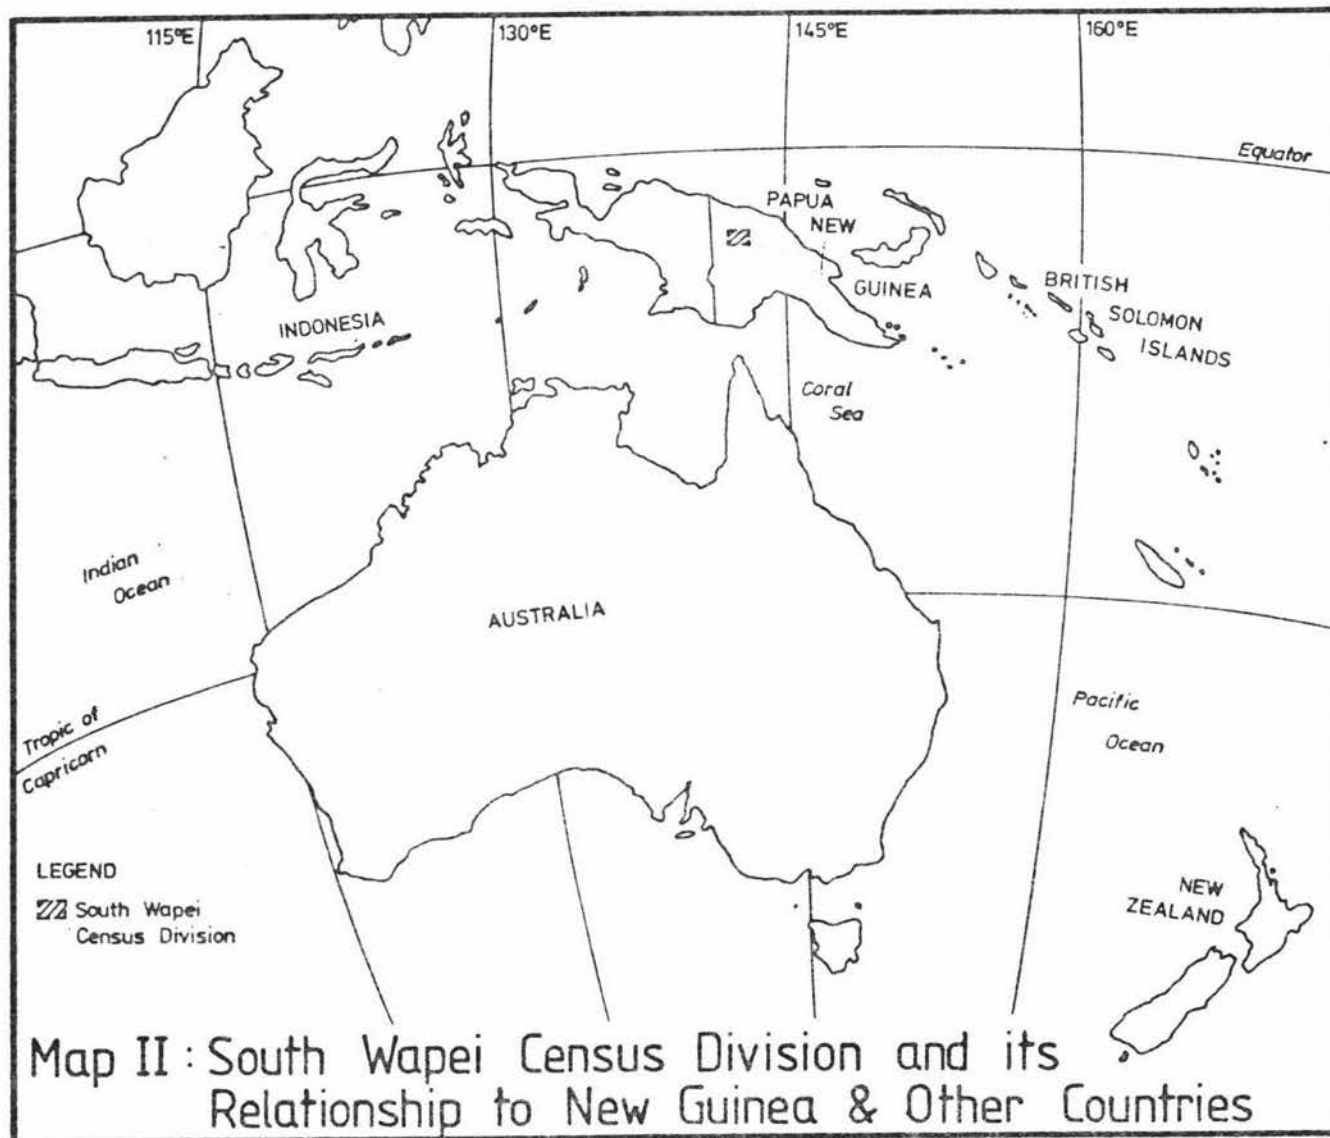 115°E
130°E
145°E
160°E
Equator
PAPUA
NEW
GUINEA
BRITISH
SOLOMON
ISLANDS
INDONESIA
Coral
Sea
Indian
Ocean
AUSTRALIA
Tropic of
Capricorn
Pacific
Ocean
LEGEND
South Wapei
Census Division
NEW
ZEALAND
Map II : South Wapei Census Division and its
Relationship to New Guinea & Other Countries